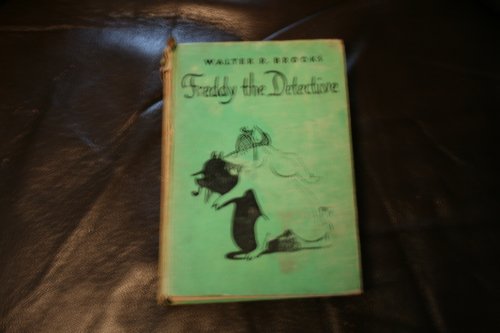 WALTER R. BROOKS
Freddy the Detective